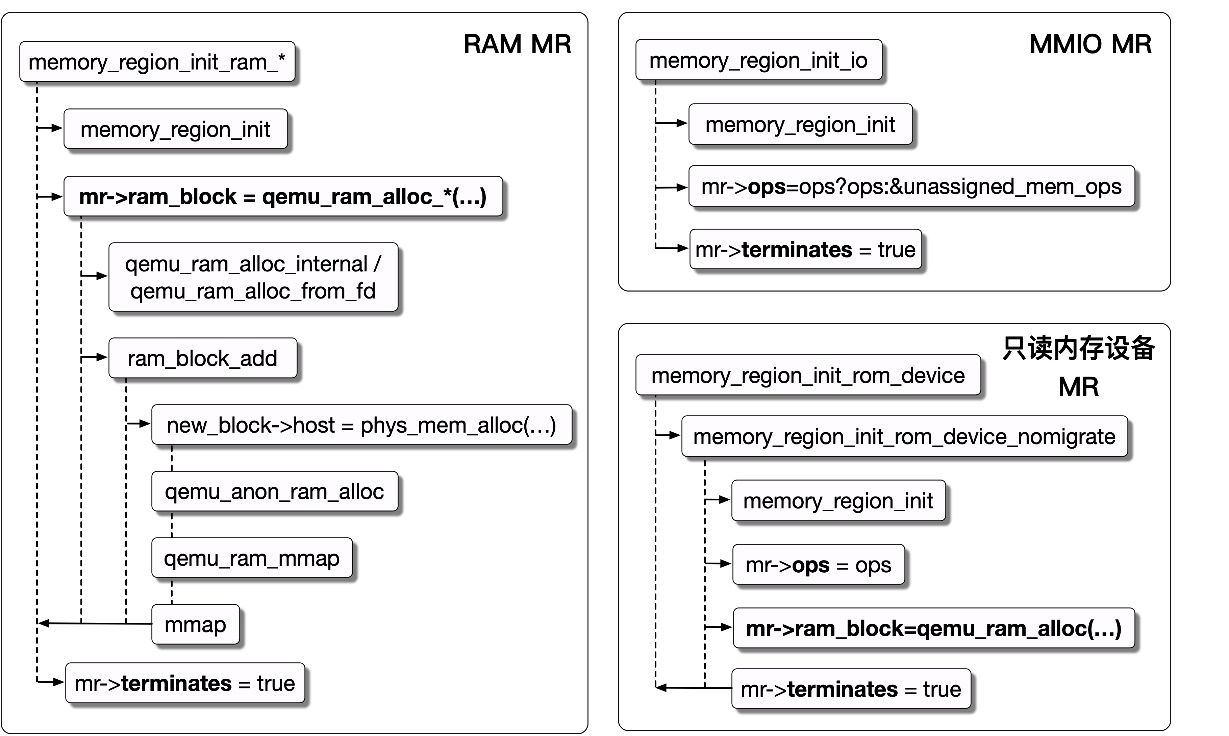 RAM MR
memory_region_init_ram_*
memory_region_init
mr->ram_block = qemu_ram_alloc_*(…)
qemu_ram_alloc_internal /
qemu_ram_alloc_from_fd
ram_block_add
new_block->host = phys_mem_alloc(…)
qemu_anon_ram_alloc
qemu_ram_mmap
mmap
mr->terminates = true
MMIO MR
memory_region_init_io
memory_region_init
mr->ops=ops?ops:&unassigned_mem_ops
mr->terminates = true
只读内存设备
MR
memory_region_init_rom_device
memory_region_init_rom_device_nomigrate
memory_region_init
mr->ops = ops
mr->ram_block=qemu_ram_alloc(…)
mr->terminates = true